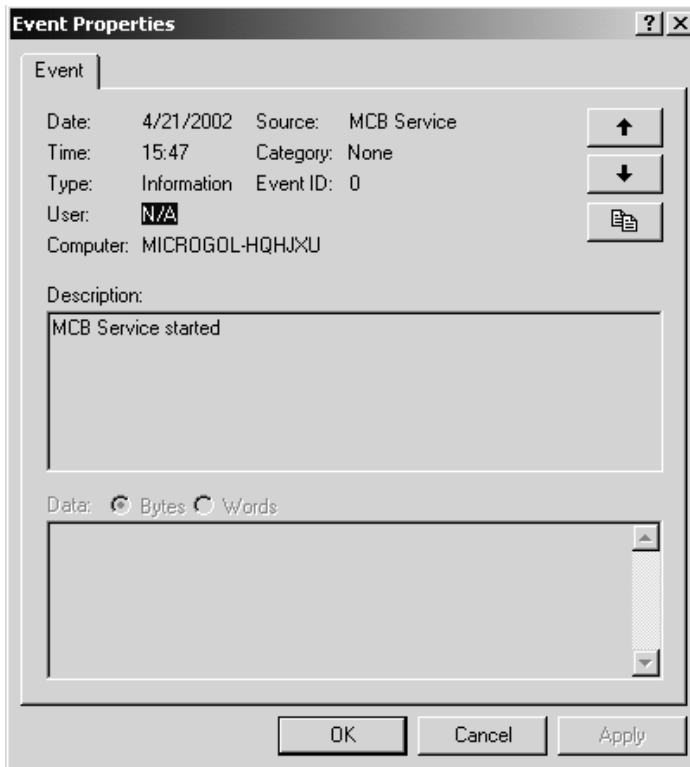 Event Properties
Event
Date: 4/21/2002 Source: MCB Service
Time: 15:47 Category: None
Type: Information Event ID: 0
User: N/A
Computer: MICROGOL-HQHJXU
Description:
MCB Service started
Data: Bytes Words
OK Cancel Apply